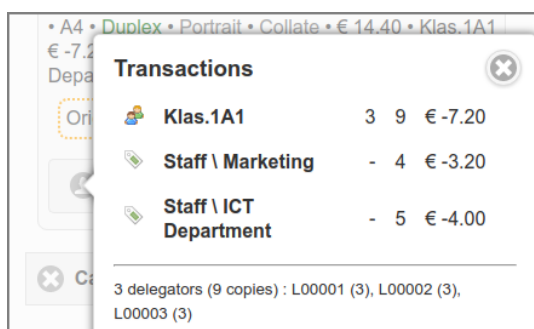 • A4 • Duplex • Portrait • Collate • € 14.40 • Klas.1A1
€ -7.2
Depa
Ori
Transactions
Klas.1A1 3 9 € -7.20
Staff \ Marketing - 4 € -3.20
Staff \ ICT
Department - 5 € -4.00
Ca
3 delegators (9 copies) : L00001 (3), L00002 (3),
L00003 (3)